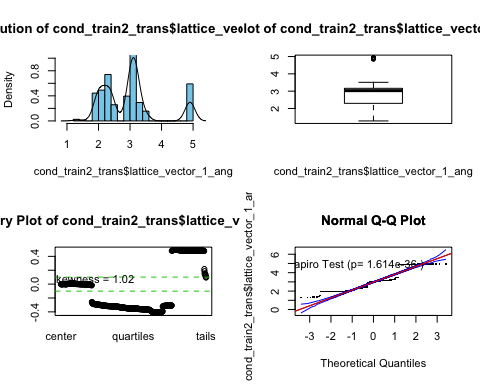 ution of cond_train2_trans$lattice_ve
lot of cond_train2_trans$lattice_vecto
Density
0.0 0.4 0.8
1 2 3 4 5
cond_train2_trans$lattice_vector_1_ang
2 3 4 5
cond_train2_trans$lattice_vector_1_ang
ry Plot of cond_train2_trans$lattice_v
-0.4 0.0 0.4
skewness = 1.02
center quartiles tails
Normal Q-Q Plot
cond_train2_trans$lattice_vector_1_ar
0 2 4 6
apiro Test (p= 1.614e-36 )
-3 -2 -1 0 1 2 3
Theoretical Quantiles